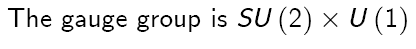 The gauge group is SU (2) × U (1)